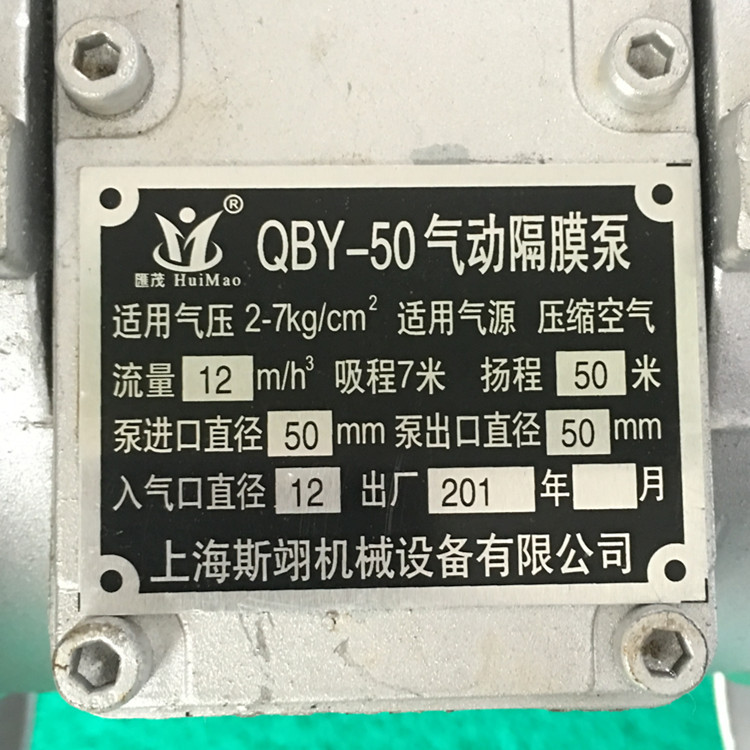 QBY-50气动隔膜泵
®
匯茂 HuiMao
适用气压 2-7kg/cm² 适用气源 压缩空气
流量 12 m/h³ 吸程7米 扬程 50 米
泵进口直径 50 mm 泵出口直径 50 mm
入气口直径 12 出厂 201 年 月
上海斯翊机械设备有限公司